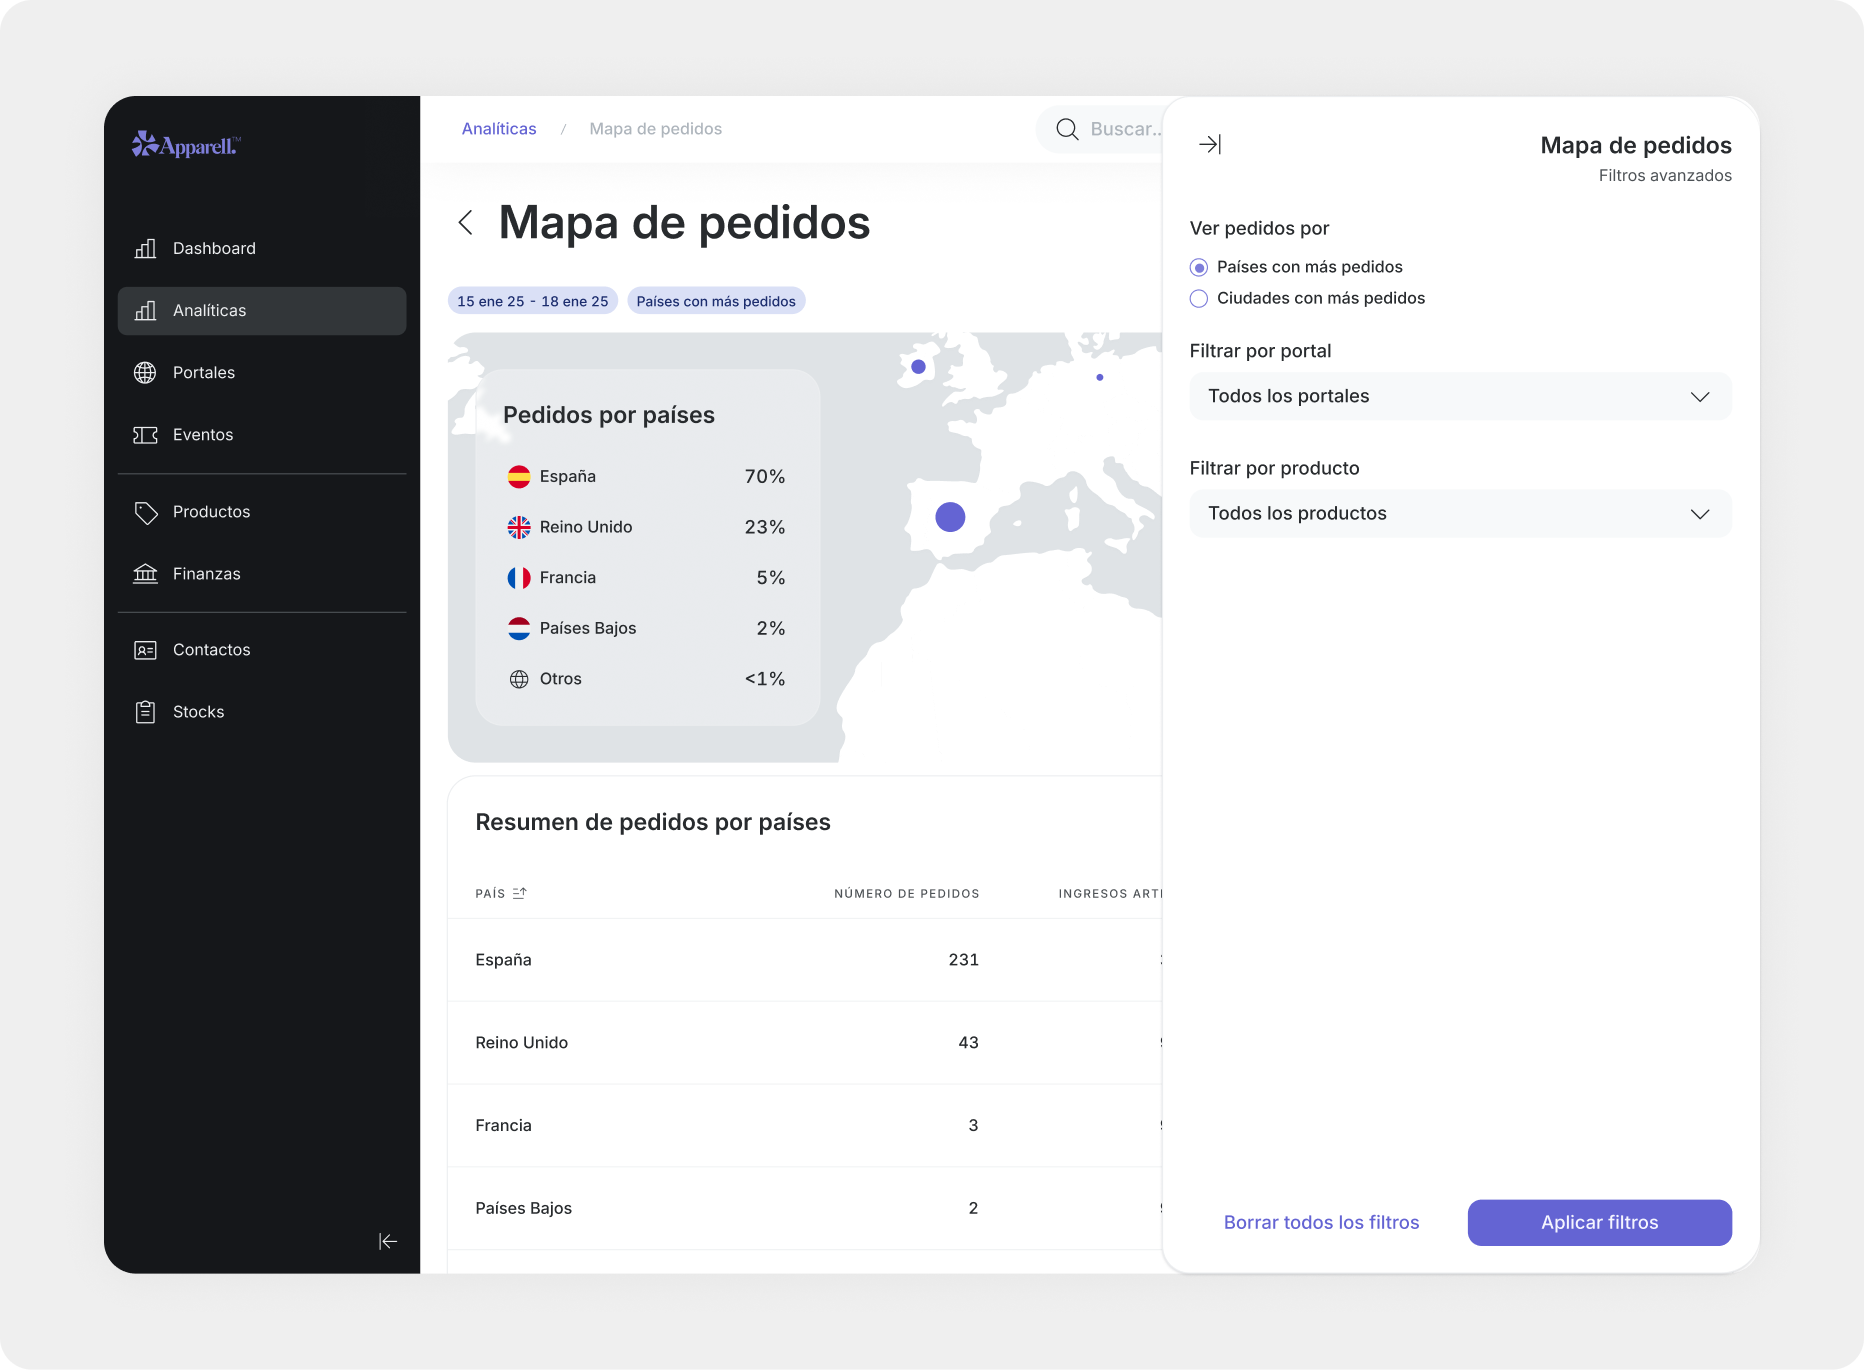 Apparell.™
Dashboard
Analíticas
Portales
Eventos
Productos
Finanzas
Contactos
Stocks
Analíticas / Mapa de pedidos
Buscar...
Mapa de pedidos
15 ene 25 - 18 ene 25
Países con más pedidos
Pedidos por países
España 70%
Reino Unido 23%
Francia 5%
Países Bajos 2%
Otros <1%
Resumen de pedidos por países
PAÍS NÚMERO DE PEDIDOS INGRESOS
España 231
Reino Unido 43
Francia 3
Países Bajos 2
Mapa de pedidos
Filtros avanzados
Ver pedidos por
Países con más pedidos
Ciudades con más pedidos
Filtrar por portal
Todos los portales
Filtrar por producto
Todos los productos
Borrar todos los filtros
Aplicar filtros